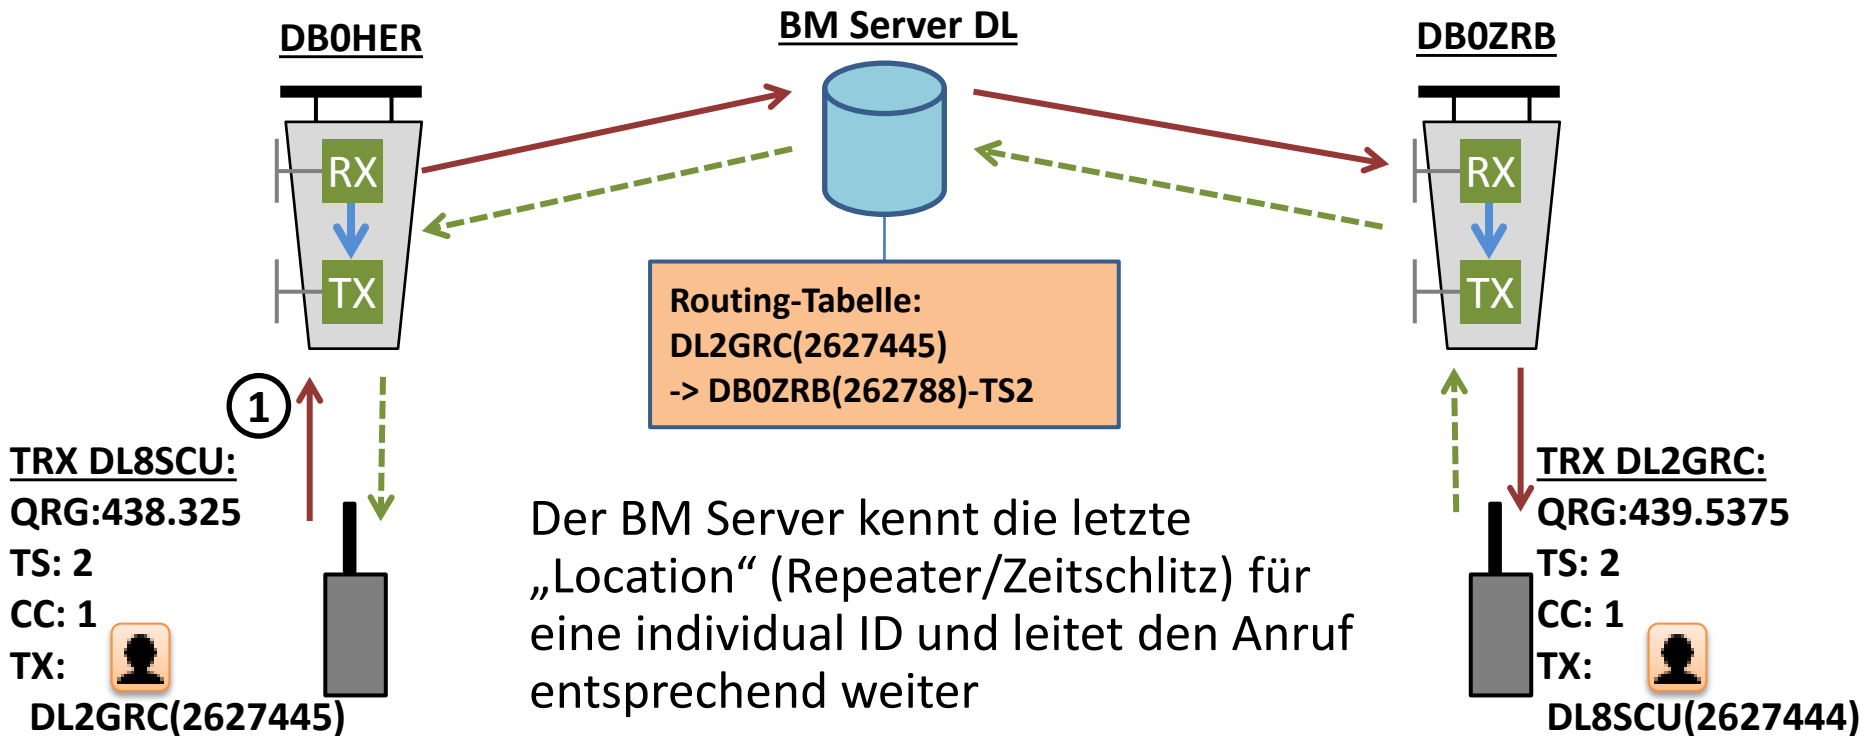 DB0HER
BM Server DL
DB0ZRB
RX
TX
RX
TX
Routing-Tabelle:
DL2GRC(2627445)
-> DB0ZRB(262788)-TS2
1
TRX DL8SCU:
QRG:438.325
TS: 2
CC: 1
TX:
DL2GRC(2627445)
Der BM Server kennt die letzte
„Location“ (Repeater/Zeitschlitz) für
eine individual ID und leitet den Anruf
entsprechend weiter
TRX DL2GRC:
QRG:439.5375
TS: 2
CC: 1
TX:
DL8SCU(2627444)